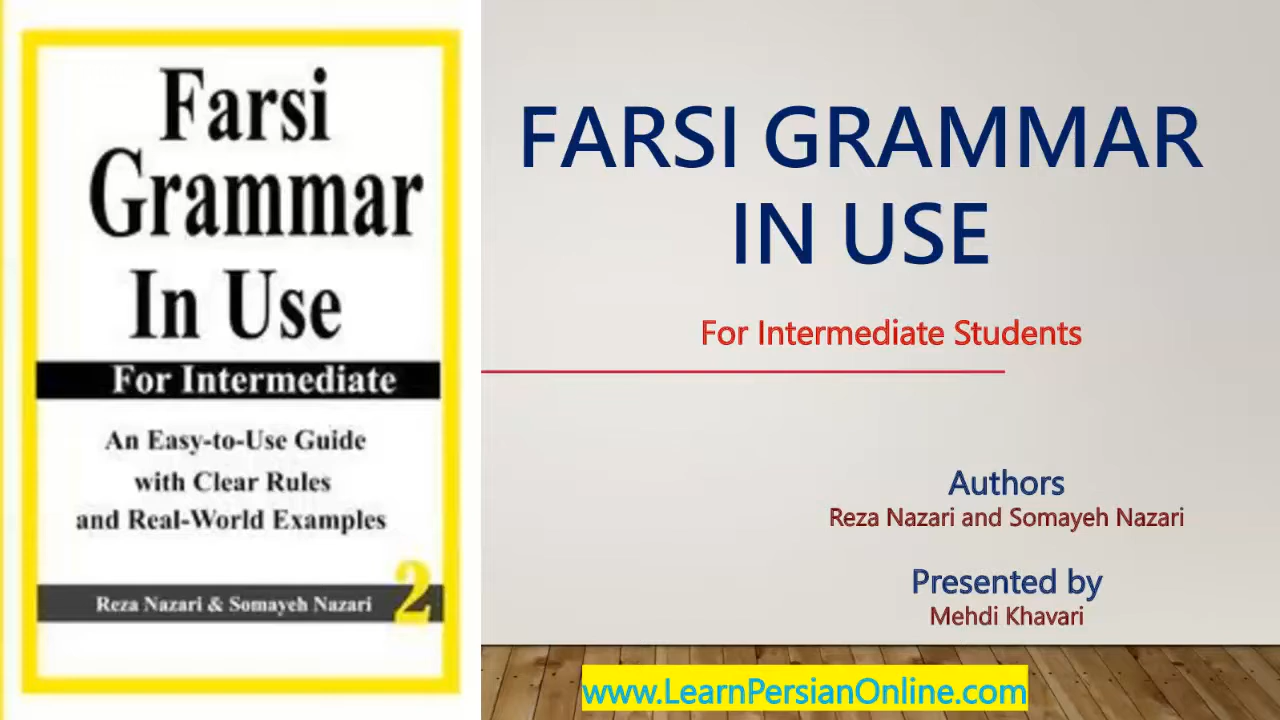 Farsi
Grammar
In Use
For Intermediate
An Easy-to-Use Guide
with Clear Rules
and Real-World Examples
Reza Nazari & Somayeh Nazari
2
FARSI GRAMMAR
IN USE
For Intermediate Students
Authors
Reza Nazari and Somayeh Nazari
Presented by
Mehdi Khavari
www.LearnPersianOnline.com